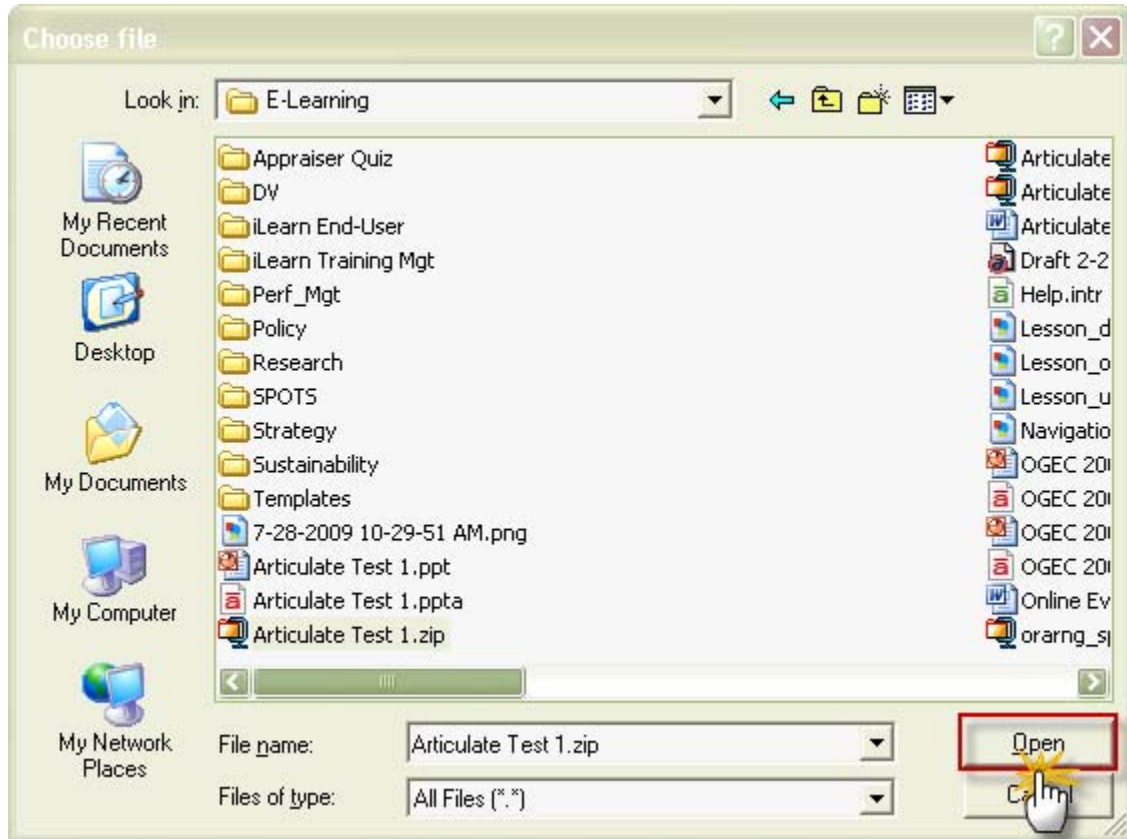 Choose file
Look in: E-Learning
My Recent
Documents
Desktop
My Documents
My Computer
My Network
Places
Appraiser Quiz
DV
iLearn End-User
iLearn Training Mgt
Perf_Mgt
Policy
Research
SPOTS
Strategy
Sustainability
Templates
7-28-2009 10-29-51 AM.png
Articulate Test 1.ppt
Articulate Test 1.ppta
Articulate Test 1.zip
Articulate
Articulate
Articulate
Draft 2-2
Help.intr
Lesson_d
Lesson_o
Lesson_u
Navigatio
OGEC 20
OGEC 20
OGEC 20
OGEC 20
Online Ev
orarng_s
File name: Articulate Test 1.zip
Open
Files of type: All Files (*.*)